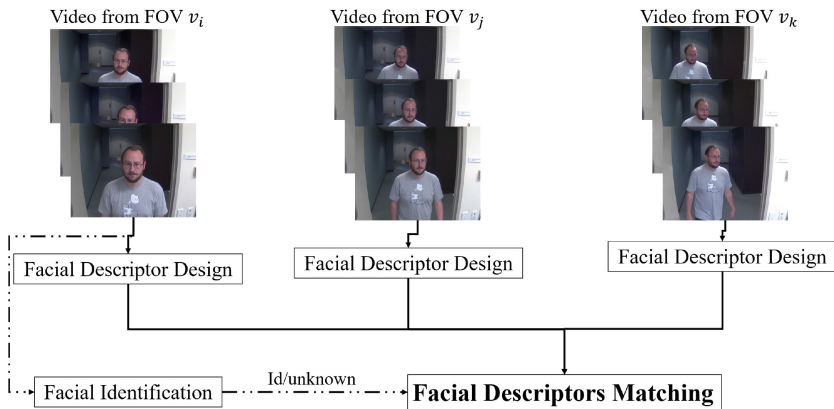 Video from FOV v_i
Video from FOV v_j
Video from FOV v_k
Facial Descriptor Design
Facial Descriptor Design
Facial Descriptor Design
Facial Identification
Id/unknown
Facial Descriptors Matching